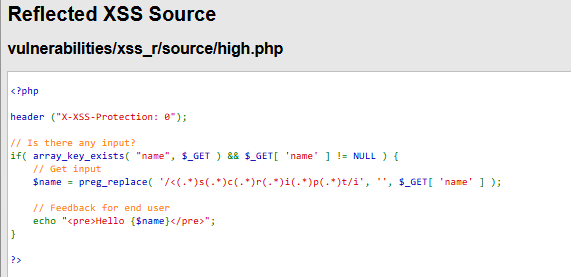 Reflected XSS Source
vulnerabilities/xss_r/source/high.php
<?php
header ("X-XSS-Protection: 0");
// Is there any input?
if( array_key_exists( "name", $_GET ) && $_GET[ 'name' ] != NULL ) {
    // Get input
    $name = preg_replace( '/<(.*)s(.*)c(.*)r(.*)i(.*)p(.*)t/i', '', $_GET[ 'name' ] );
    // Feedback for end user
    echo "<pre>Hello {$name}</pre>";
}
?>